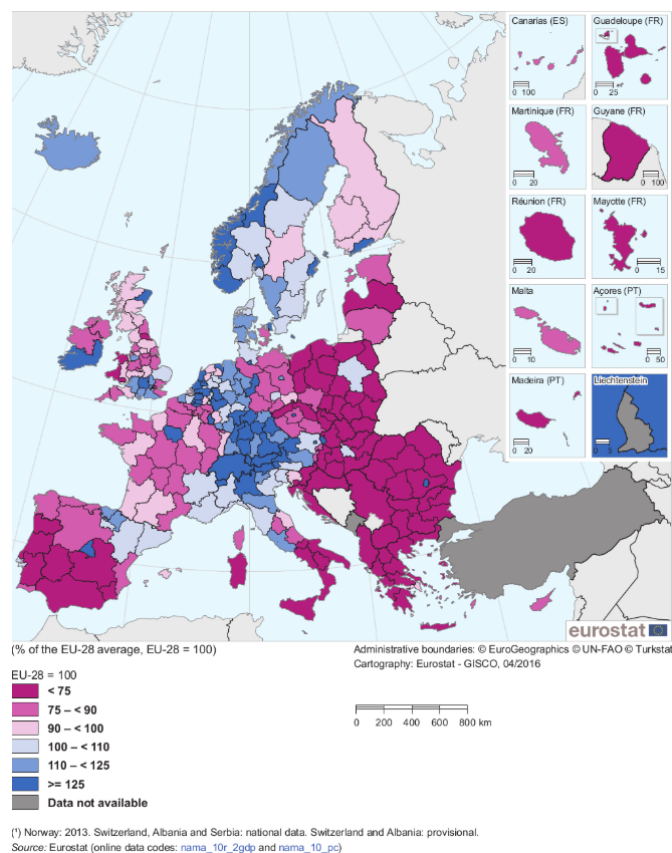 Canarias (ES)
0 100
Guadeloupe (FR)
0 25
Martinique (FR)
0 20
Guyane (FR)
0 100
Réunion (FR)
0 20
Mayotte (FR)
0 15
Malta
0 10
Açores (PT)
0 50
Madeira (PT)
0 20
Liechtenstein
0 5
eurostat
(% of the EU-28 average, EU-28 = 100)
Administrative boundaries: © EuroGeographics © UN-FAO © Turkstat
Cartography: Eurostat - GISCO, 04/2016
EU-28 = 100
< 75
75 – < 90
90 – < 100
100 – < 110
110 – < 125
>= 125
Data not available
0 200 400 600 800 km
(¹) Norway: 2013. Switzerland, Albania and Serbia: national data. Switzerland and Albania: provisional.
Source: Eurostat (online data codes: nama_10r_2gdp and nama_10_pc)